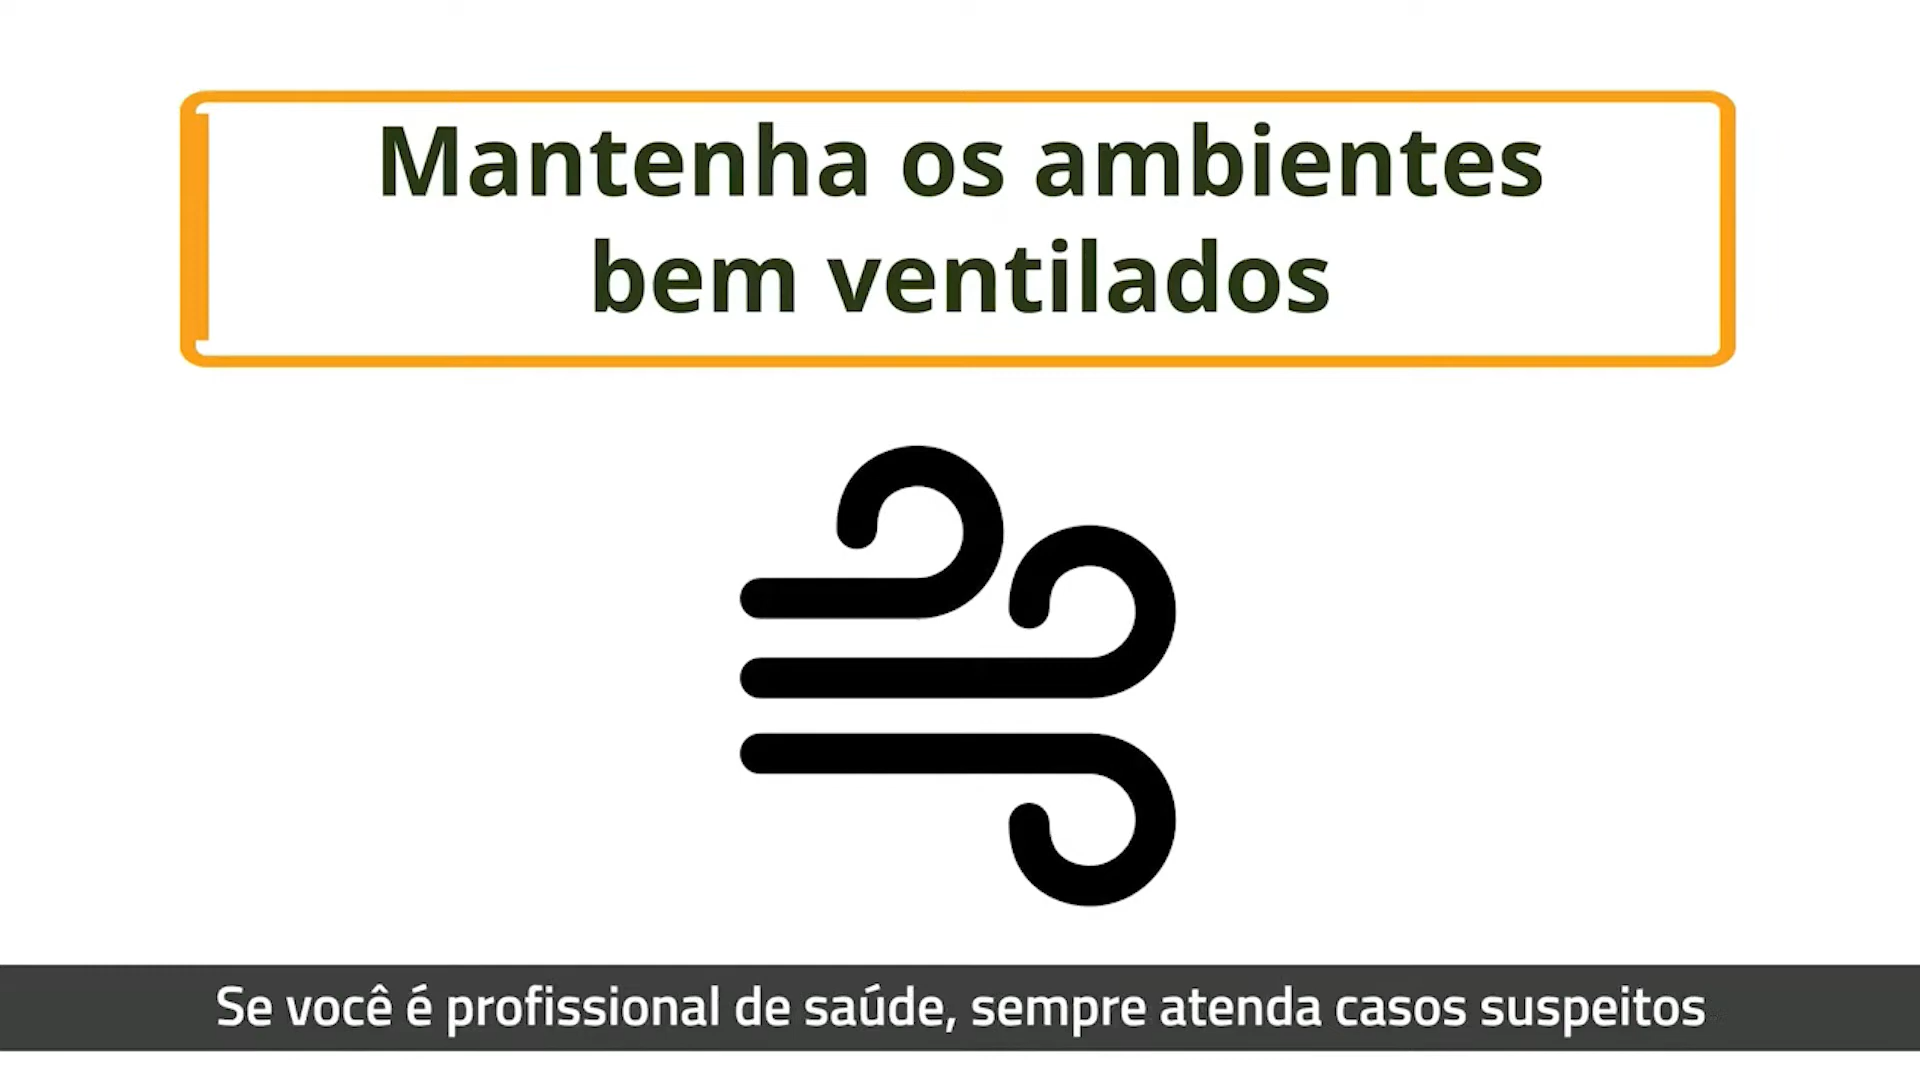 Mantenha os ambientes
bem ventilados
Se você é profissional de saúde, sempre atenda casos suspeitos